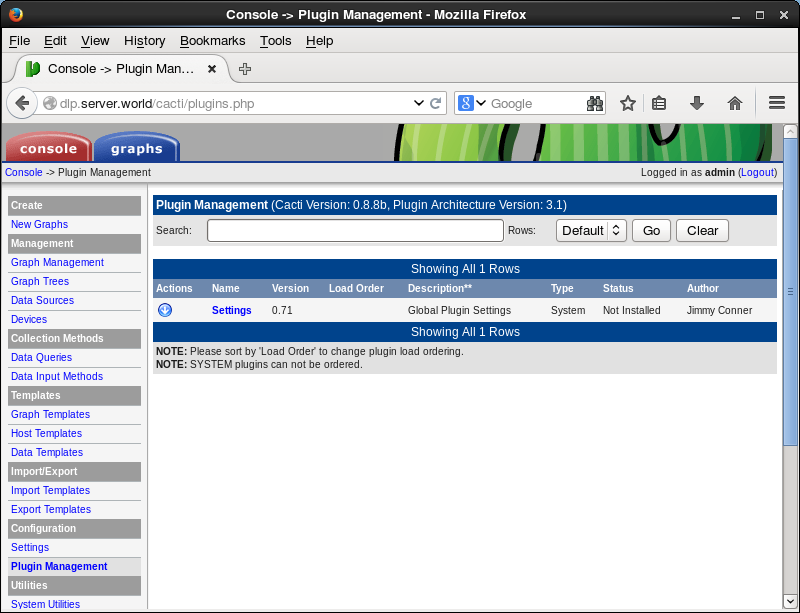 Console -> Plugin Management - Mozilla Firefox
File Edit View History Bookmarks Tools Help
Console -> Plugin Man...
dlp.server.world/cacti/plugins.php
8 Google
console graphs
Console -> Plugin Management
Logged in as admin (Logout)
Create
New Graphs
Management
Graph Management
Graph Trees
Data Sources
Devices
Collection Methods
Data Queries
Data Input Methods
Templates
Graph Templates
Host Templates
Data Templates
Import/Export
Import Templates
Export Templates
Configuration
Settings
Plugin Management
Utilities
System Utilities
Plugin Management (Cacti Version: 0.8.8b, Plugin Architecture Version: 3.1)
Search: Rows: Default Go Clear
Showing All 1 Rows
Actions Name Version Load Order Description** Type Status Author
Settings 0.71 Global Plugin Settings System Not Installed Jimmy Conner
Showing All 1 Rows
NOTE: Please sort by 'Load Order' to change plugin load ordering.
NOTE: SYSTEM plugins can not be ordered.